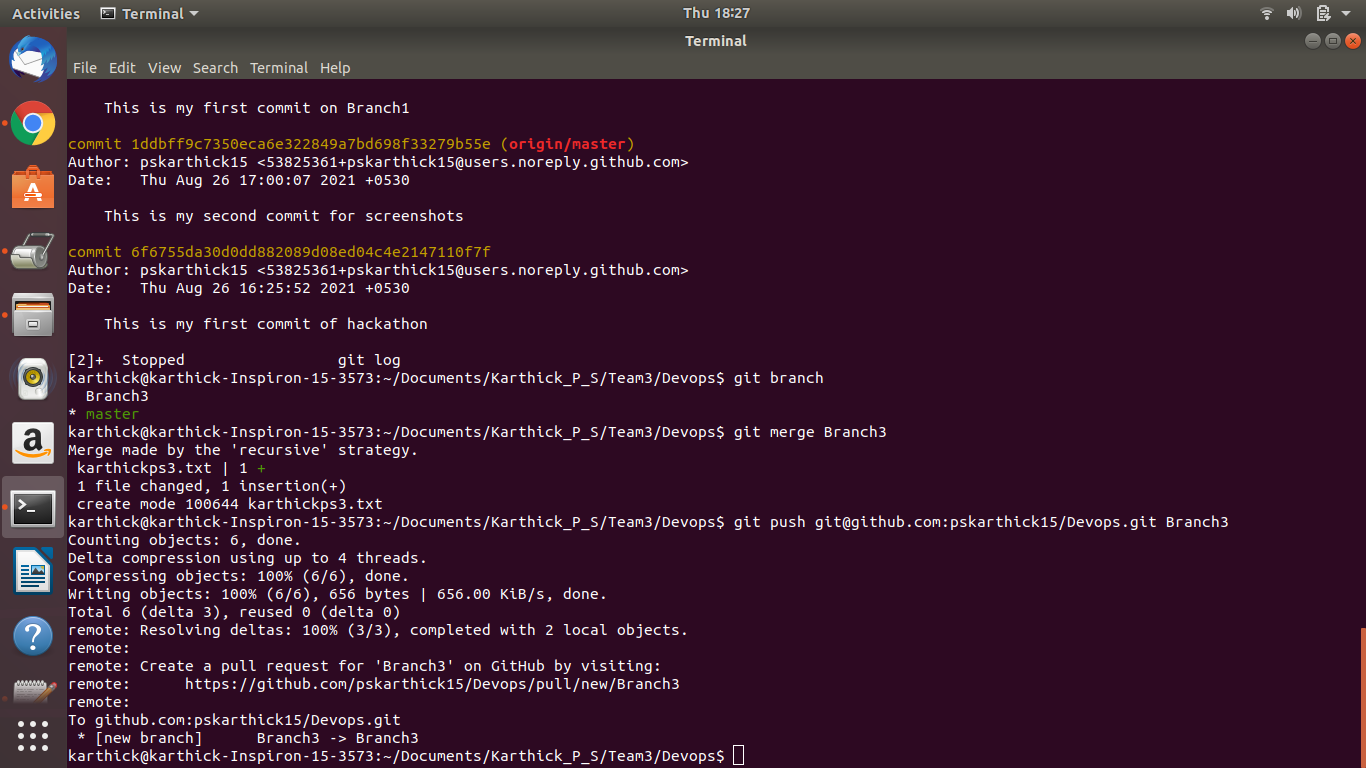 Activities Terminal Thu 18:27
Terminal
File Edit View Search Terminal Help
This is my first commit on Branch1
commit 1ddbff9c7350eca6e322849a7bd698f33279b55e (origin/master)
Author: pskarthick15 <53825361+pskarthick15@users.noreply.github.com>
Date:   Thu Aug 26 17:00:07 2021 +0530
This is my second commit for screenshots
commit 6f6755da30d0dd882089d08ed04c4e2147110f7f
Author: pskarthick15 <53825361+pskarthick15@users.noreply.github.com>
Date:   Thu Aug 26 16:25:52 2021 +0530
This is my first commit of hackathon
[2]+  Stopped                 git log
karthick@karthick-Inspiron-15-3573:~/Documents/Karthick_P_S/Team3/Devops$ git branch
  Branch3
* master
karthick@karthick-Inspiron-15-3573:~/Documents/Karthick_P_S/Team3/Devops$ git merge Branch3
Merge made by the 'recursive' strategy.
 karthickps3.txt | 1 +
 1 file changed, 1 insertion(+)
 create mode 100644 karthickps3.txt
karthick@karthick-Inspiron-15-3573:~/Documents/Karthick_P_S/Team3/Devops$ git push git@github.com:pskarthick15/Devops.git Branch3
Counting objects: 6, done.
Delta compression using up to 4 threads.
Compressing objects: 100% (6/6), done.
Writing objects: 100% (6/6), 656 bytes | 656.00 KiB/s, done.
Total 6 (delta 3), reused 0 (delta 0)
remote: Resolving deltas: 100% (3/3), completed with 2 local objects.
remote:
remote: Create a pull request for 'Branch3' on GitHub by visiting:
remote:      https://github.com/pskarthick15/Devops/pull/new/Branch3
remote:
To github.com:pskarthick15/Devops.git
 * [new branch]      Branch3 -> Branch3
karthick@karthick-Inspiron-15-3573:~/Documents/Karthick_P_S/Team3/Devops$